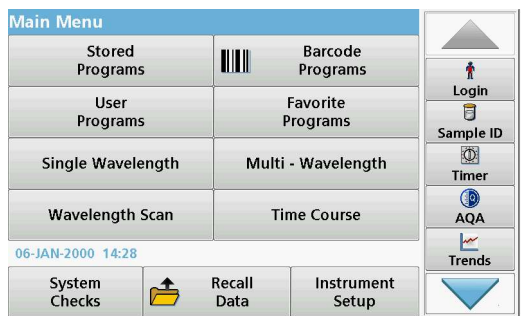 Main Menu
Stored
Programs
Barcode
Programs
User
Programs
Favorite
Programs
Single Wavelength
Multi - Wavelength
Wavelength Scan
Time Course
06-JAN-2000 14:28
System
Checks
Recall
Data
Instrument
Setup
Login
Sample ID
Timer
AQA
Trends